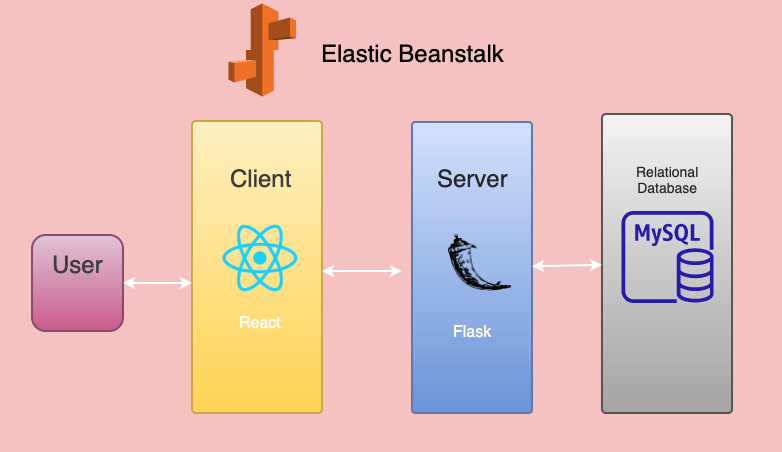 Elastic Beanstalk
Client
Server
Relational
Database
MySQL
User
React
Flask